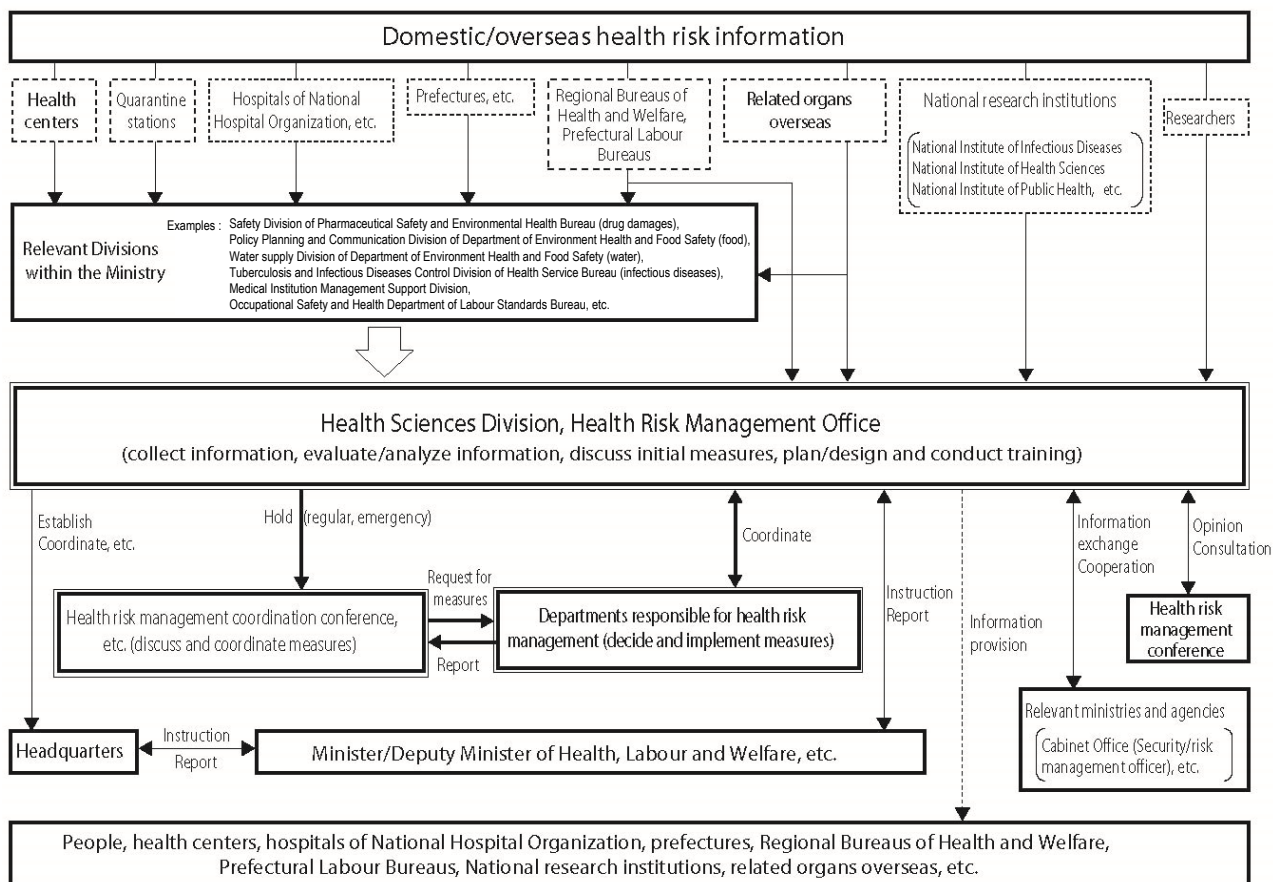 Domestic/overseas health risk information
Health
centers
Quarantine
stations
Hospitals of National
Hospital Organization, etc.
Prefectures, etc.
Regional Bureaus of
Health and Welfare,
Prefectural Labour
Bureaus
Related organs
overseas
National research institutions
National Institute of Infectious Diseases
National Institute of Health Sciences
National Institute of Public Health, etc.
Researchers
Relevant Divisions
within the Ministry
Examples : Safety Division of Pharmaceutical Safety and Environmental Health Bureau (drug damages),
Policy Planning and Communication Division of Department of Environment Health and Food Safety (food),
Water supply Division of Department of Environment Health and Food Safety (water),
Tuberculosis and Infectious Diseases Control Division of Health Service Bureau (infectious diseases),
Medical Institution Management Support Division,
Occupational Safety and Health Department of Labour Standards Bureau, etc.
Health Sciences Division, Health Risk Management Office
(collect information, evaluate/analyze information, discuss initial measures, plan/design and conduct training)
Establish
Coordinate, etc.
Hold (regular, emergency)
Coordinate
Instruction
Report
Information
provision
Information
exchange
Cooperation
Opinion
Consultation
Health risk management coordination conference,
etc. (discuss and coordinate measures)
Request for
measures
Report
Departments responsible for health risk
management (decide and implement measures)
Health risk
management
conference
Relevant ministries and agencies
Cabinet Office (Security/risk
management officer), etc.
Headquarters
Instruction
Report
Minister/Deputy Minister of Health, Labour and Welfare, etc.
People, health centers, hospitals of National Hospital Organization, prefectures, Regional Bureaus of Health and Welfare,
Prefectural Labour Bureaus, National research institutions, related organs overseas, etc.